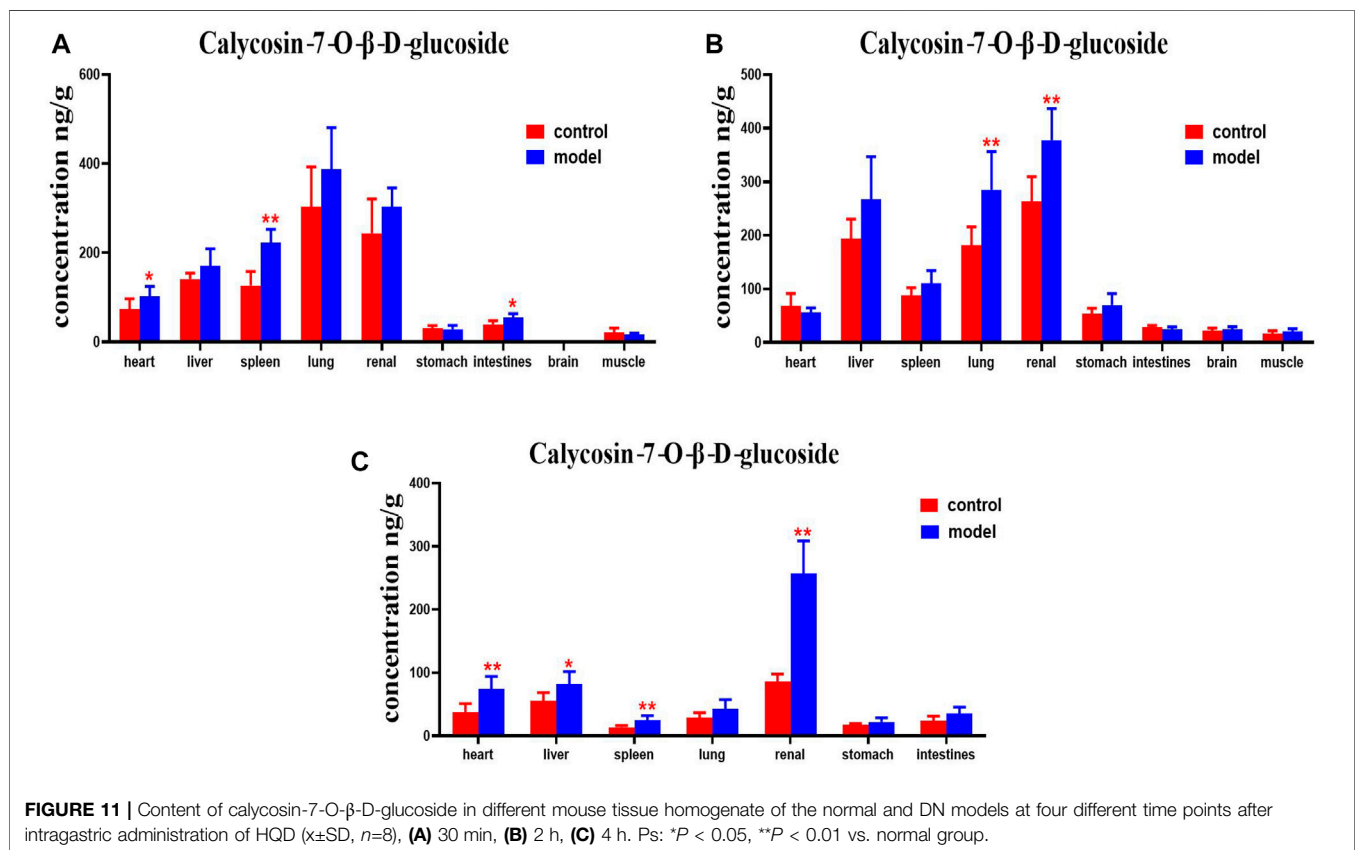 A
Calycosin-7-O-β-D-glucoside
concentration ng/g
600
400
200
0
control
model
*
**
*
heart liver spleen lung renal stomach intestines brain muscle
B
Calycosin-7-O-β-D-glucoside
concentration ng/g
500
400
300
200
100
0
control
model
**
**
heart liver spleen lung renal stomach intestines brain muscle
C
Calycosin-7-O-β-D-glucoside
concentration ng/g
400
300
200
100
0
control
model
**
*
**
**
heart liver spleen lung renal stomach intestines
FIGURE 11 | Content of calycosin-7-O-β-D-glucoside in different mouse tissue homogenate of the normal and DN models at four different time points after
intragastric administration of HQD (x±SD, n=8), (A) 30 min, (B) 2 h, (C) 4 h. Ps: *P < 0.05, **P < 0.01 vs. normal group.